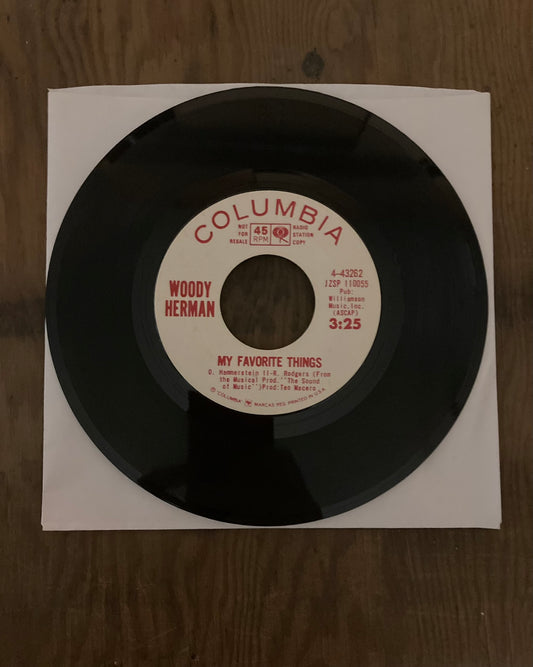 COLUMBIA
NOT FOR RESALE
45 RPM
RADIO STATION COPY
4-43262
JZSP 110055
Pub:
Williamson
Music,Inc.
(ASCAP)
3:25
WOODY
HERMAN
MY FAVORITE THINGS
O. Hammerstein II-R. Rodgers (From
the Musical Prod."The Sound
of Music")Prod:Teo Macero
"COLUMBIA" MARCAS REG. PRINTED IN U.S.A.